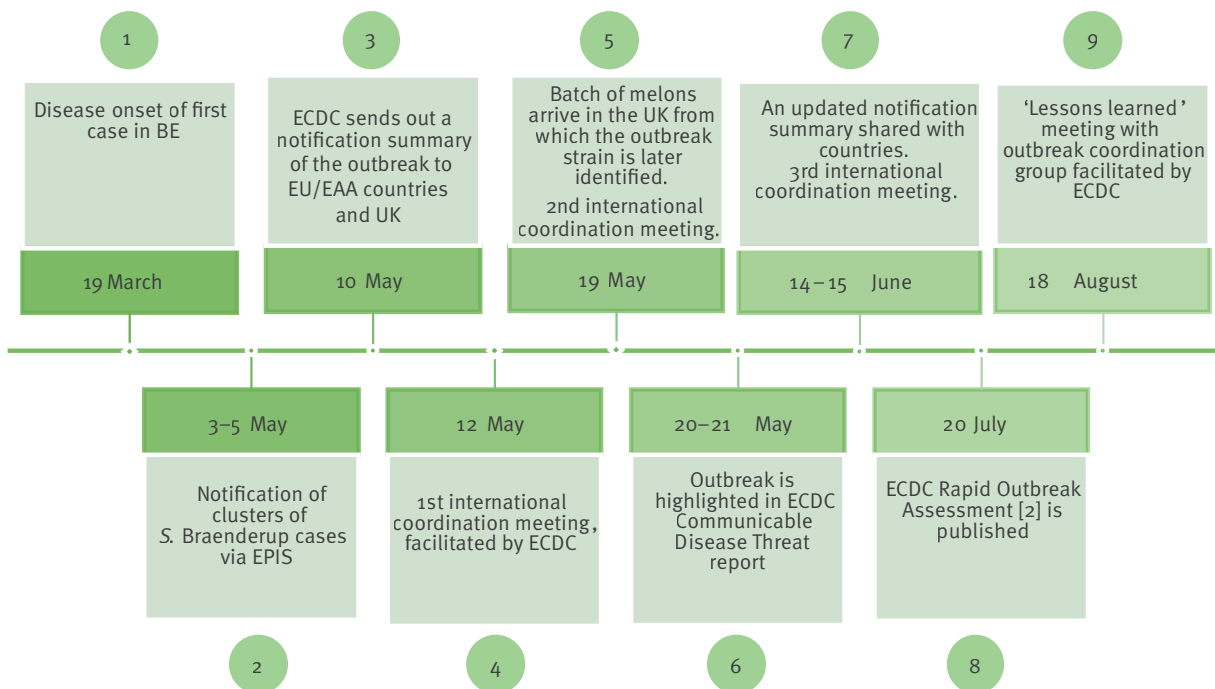 1
Disease onset of first
case in BE
19 March
2
3–5 May
Notification of
clusters of
S. Braenderup cases
via EPIS
3
ECDC sends out a
notification summary
of the outbreak to
EU/EAA countries
and UK
10 May
4
12 May
1st international
coordination meeting,
facilitated by ECDC
5
Batch of melons
arrive in the UK from
which the outbreak
strain is later
identified.
2nd international
coordination meeting.
19 May
6
20–21 May
Outbreak is
highlighted in ECDC
Communicable
Disease Threat
report
7
An updated notification
summary shared with
countries.
3rd international
coordination meeting.
14–15 June
8
20 July
ECDC Rapid Outbreak
Assessment [2] is
published
9
‘Lessons learned’
meeting with
outbreak coordination
group facilitated by
ECDC
18 August